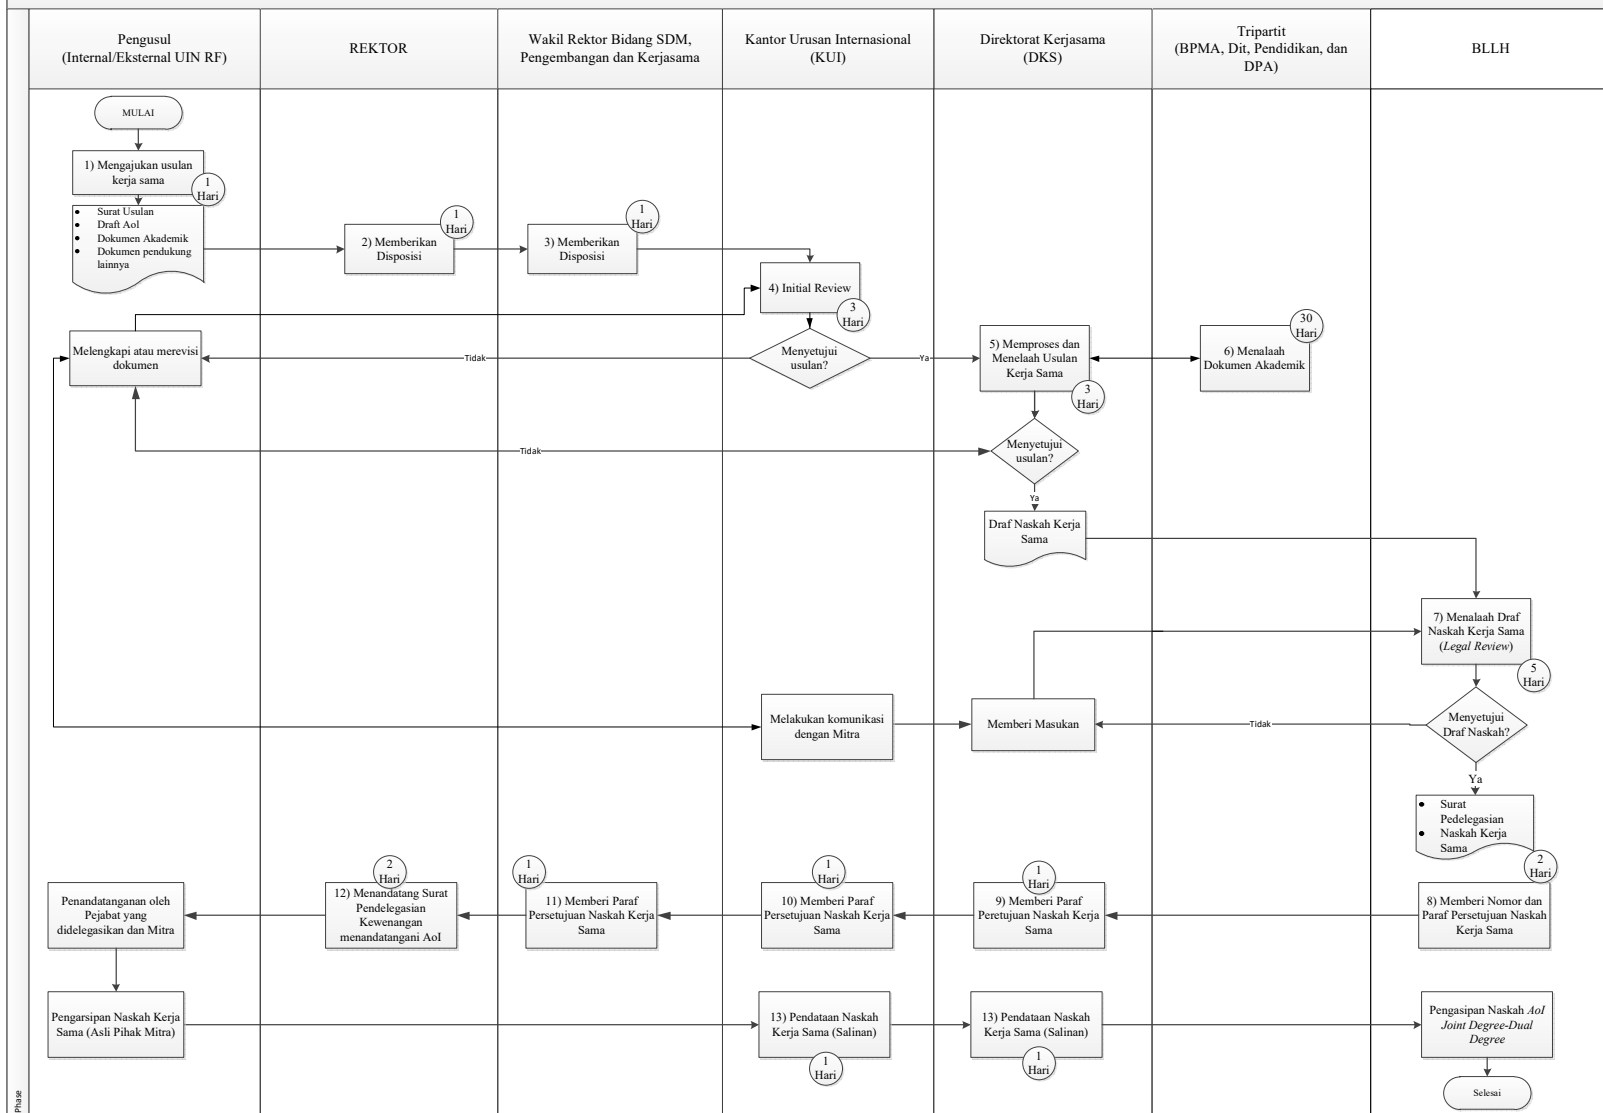 Pengusul
(Internal/Eksternal UIN RF)
REKTOR
Wakil Rektor Bidang SDM,
Pengembangan dan Kerjasama
Kantor Urusan Internasional
(KUI)
Direktorat Kerjasama
(DKS)
Tripartit
(BPMA, Dit, Pendidikan, dan
DPA)
BLLH
MULAI
1) Mengajukan usulan
kerja sama
1
Hari
Surat Usulan
Draft AoI
Dokumen Akademik
Dokumen pendukung
lainnya
2) Memberikan
Disposisi
1
Hari
3) Memberikan
Disposisi
1
Hari
4) Initial Review
3
Hari
Melengkapi atau merevisi
dokumen
Tidak
Menyetujui
usulan?
Ya
5) Memproses dan
Menelaah Usulan
Kerja Sama
3
Hari
6) Menalaah
Dokumen Akademik
30
Hari
Tidak
Menyetujui
usulan?
Ya
Draf Naskah Kerja
Sama
7) Menalaah Draf
Naskah Kerja Sama
(Legal Review)
5
Hari
Melakukan komunikasi
dengan Mitra
Memberi Masukan
Tidak
Menyetujui
Draf Naskah?
Ya
Surat
Pedelegasian
Naskah Kerja
Sama
2
Hari
Penandatanganan oleh
Pejabat yang
didelegasikan dan Mitra
2
Hari
12) Menandatang Surat
Pendelegasian
Kewenangan
menandatangani AoI
1
Hari
11) Memberi Paraf
Persetujuan Naskah Kerja
Sama
1
Hari
10) Memberi Paraf
Persetujuan Naskah Kerja
Sama
1
Hari
9) Memberi Paraf
Peretujuan Naskah Kerja
Sama
8) Memberi Nomor dan
Paraf Persetujuan Naskah
Kerja Sama
Pengarsipan Naskah Kerja
Sama (Asli Pihak Mitra)
13) Pendataan Naskah
Kerja Sama (Salinan)
1
Hari
13) Pendataan Naskah
Kerja Sama (Salinan)
1
Hari
Pengasipan Naskah AoI
Joint Degree-Dual
Degree
Selesai
Phase